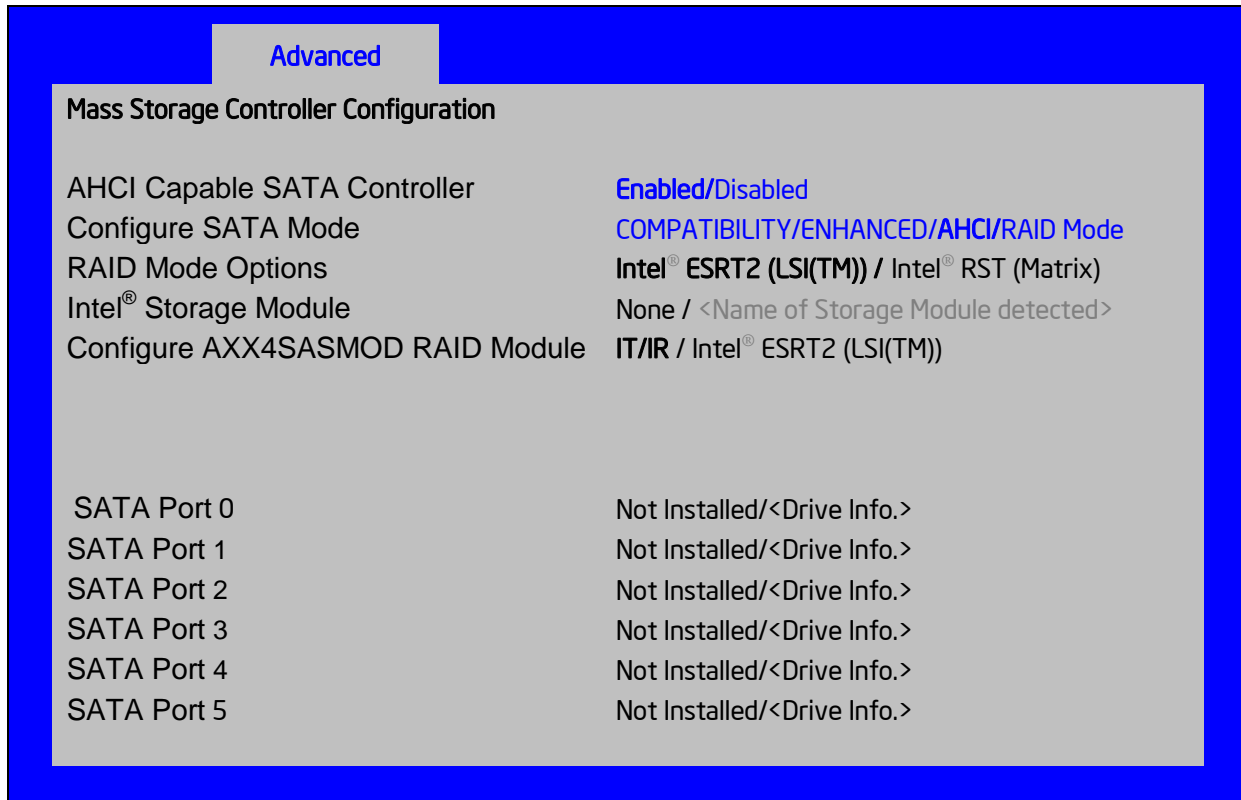 Advanced
Mass Storage Controller Configuration
AHCI Capable SATA Controller Enabled/Disabled
Configure SATA Mode COMPATIBILITY/ENHANCED/AHCI/RAID Mode
RAID Mode Options Intel® ESRT2 (LSI(TM)) / Intel® RST (Matrix)
Intel® Storage Module None / <Name of Storage Module detected>
Configure AXX4SASMOD RAID Module IT/IR / Intel® ESRT2 (LSI(TM))
SATA Port 0 Not Installed/<Drive Info.>
SATA Port 1 Not Installed/<Drive Info.>
SATA Port 2 Not Installed/<Drive Info.>
SATA Port 3 Not Installed/<Drive Info.>
SATA Port 4 Not Installed/<Drive Info.>
SATA Port 5 Not Installed/<Drive Info.>